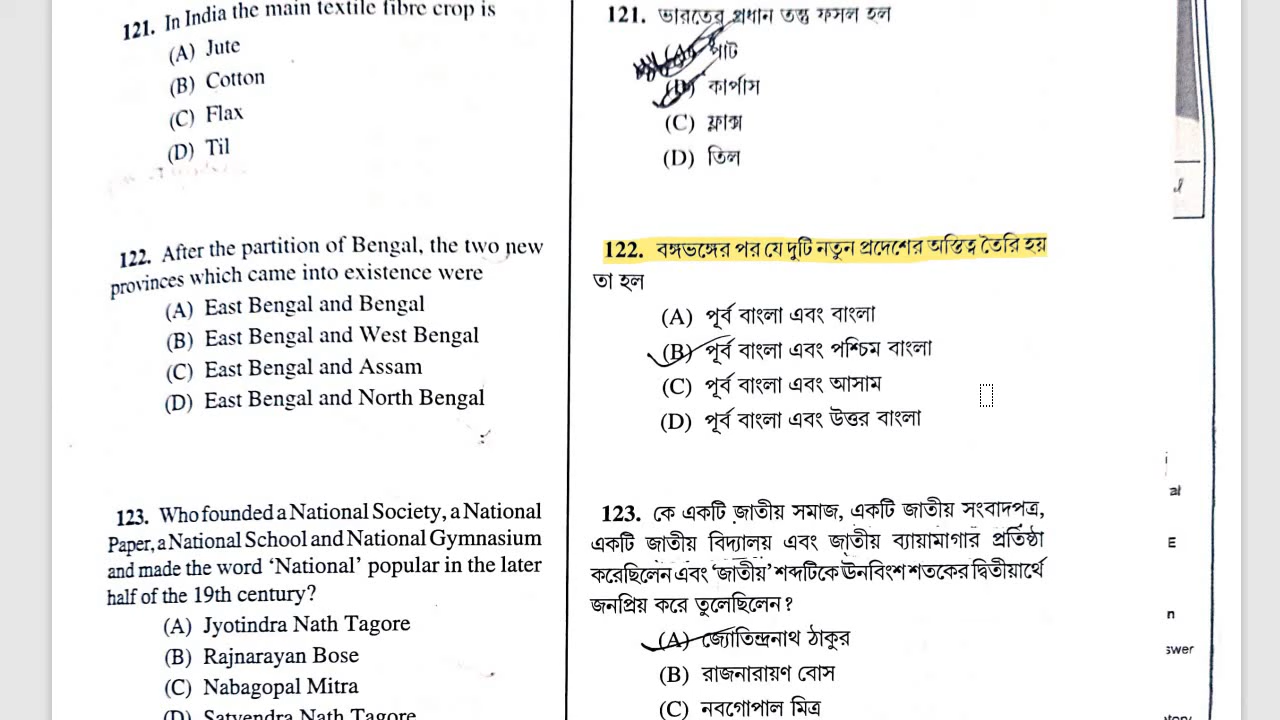 121. In India the main textile fibre crop is
(A) Jute
(B) Cotton
(C) Flax
(D) Til
122. After the partition of Bengal, the two new
provinces which came into existence were
(A) East Bengal and Bengal
(B) East Bengal and West Bengal
(C) East Bengal and Assam
(D) East Bengal and North Bengal
123. Who founded a National Society, a National
Paper, a National School and National Gymnasium
and made the word ‘National’ popular in the later
half of the 19th century?
(A) Jyotindra Nath Tagore
(B) Rajnarayan Bose
(C) Nabagopal Mitra
(D) Satyendra Nath Tagore
121. ভারতের প্রধান তন্তু ফসল হল
(A) পাট
(B) কার্পাস
(C) ফ্লাক্স
(D) তিল
122. বঙ্গভঙ্গের পর যে দুটি নতুন প্রদেশের অস্তিত্ব তৈরি হয়
তা হল
(A) পূর্ব বাংলা এবং বাংলা
(B) পূর্ব বাংলা এবং পশ্চিম বাংলা
(C) পূর্ব বাংলা এবং আসাম
(D) পূর্ব বাংলা এবং উত্তর বাংলা
123. কে একটি জাতীয় সমাজ, একটি জাতীয় সংবাদপত্র,
একটি জাতীয় বিদ্যালয় এবং জাতীয় ব্যায়ামাগার প্রতিষ্ঠা
করেছিলেন এবং ‘জাতীয়’ শব্দটিকে ঊনবিংশ শতকের দ্বিতীয়ার্থে
জনপ্রিয় করে তুলেছিলেন?
(A) জ্যোতিন্দ্রনাথ ঠাকুর
(B) রাজনারায়ণ বোস
(C) নবগোপাল মিত্র
al
E
n
swer